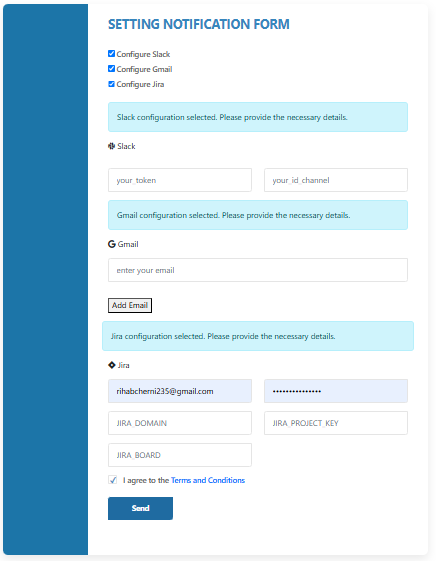 SETTING NOTIFICATION FORM
Configure Slack
Configure Gmail
Configure Jira
Slack configuration selected. Please provide the necessary details.
Slack
your_token your_id_channel
Gmail configuration selected. Please provide the necessary details.
Gmail
enter your email
Add Email
Jira configuration selected. Please provide the necessary details.
Jira
rihabcherni235@gmail.com •••••••••••••••
JIRA_DOMAIN JIRA_PROJECT_KEY
JIRA_BOARD
I agree to the Terms and Conditions
Send